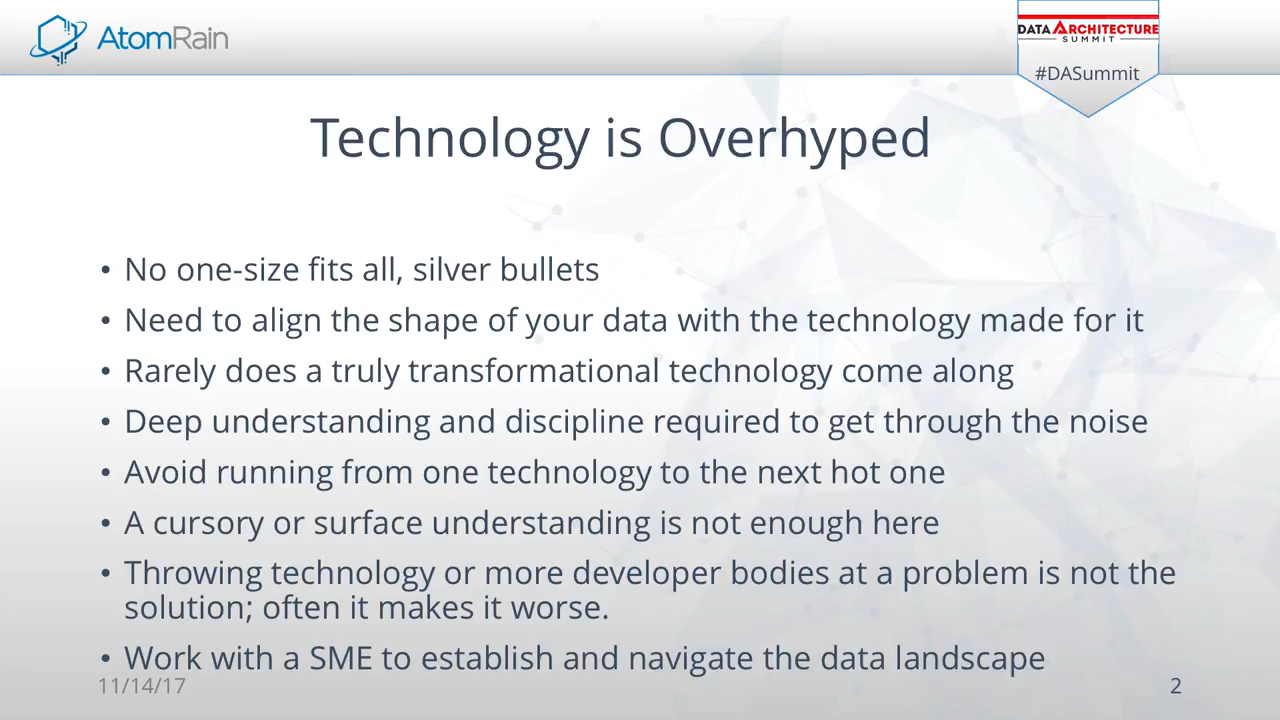 AtomRain
DATA ARCHITECTURE
SUMMIT
#DASummit
Technology is Overhyped
• No one-size fits all, silver bullets
• Need to align the shape of your data with the technology made for it
• Rarely does a truly transformational technology come along
• Deep understanding and discipline required to get through the noise
• Avoid running from one technology to the next hot one
• A cursory or surface understanding is not enough here
• Throwing technology or more developer bodies at a problem is not the
solution; often it makes it worse.
• Work with a SME to establish and navigate the data landscape
11/14/17
2